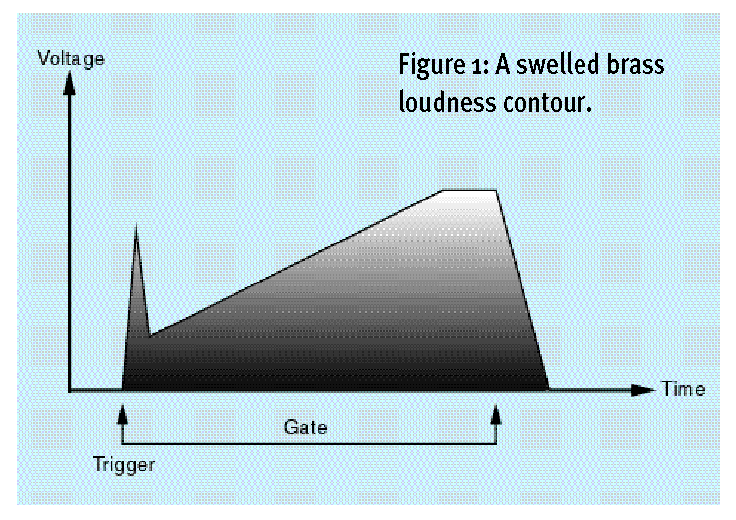 Voltage
Figure 1: A swelled brass
loudness contour.
Time
Gate
Trigger